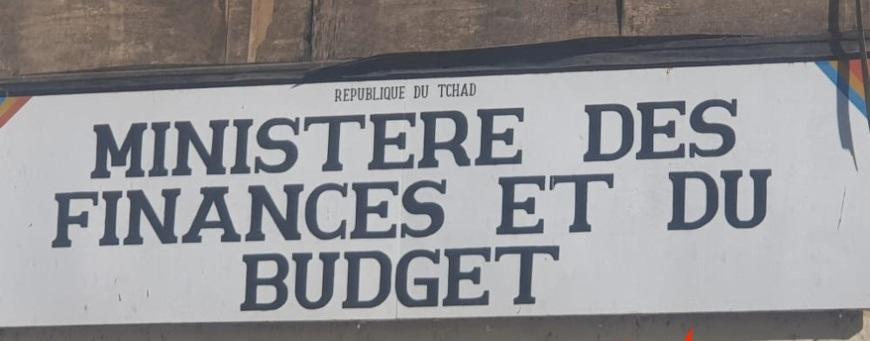 REPUBLIQUE DU TCHAD
MINISTERE DES
FINANCES ET DU
BUDGET